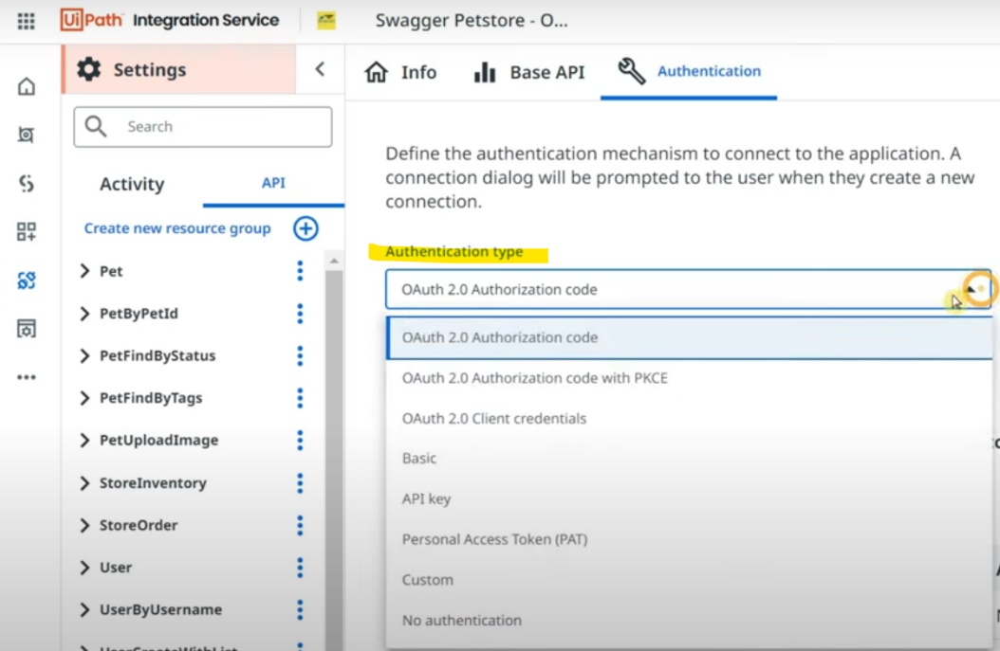 UiPath Integration Service
Swagger Petstore - O...
Settings
Search
Activity
API
Create new resource group
Pet
PetByPetId
PetFindByStatus
PetFindByTags
PetUploadImage
StoreInventory
StoreOrder
User
UserByUsername
UserCreateWithList
Info
Base API
Authentication
Define the authentication mechanism to connect to the application. A
connection dialog will be prompted to the user when they create a new
connection.
Authentication type
OAuth 2.0 Authorization code
OAuth 2.0 Authorization code
OAuth 2.0 Authorization code with PKCE
OAuth 2.0 Client credentials
Basic
API key
Personal Access Token (PAT)
Custom
No authentication